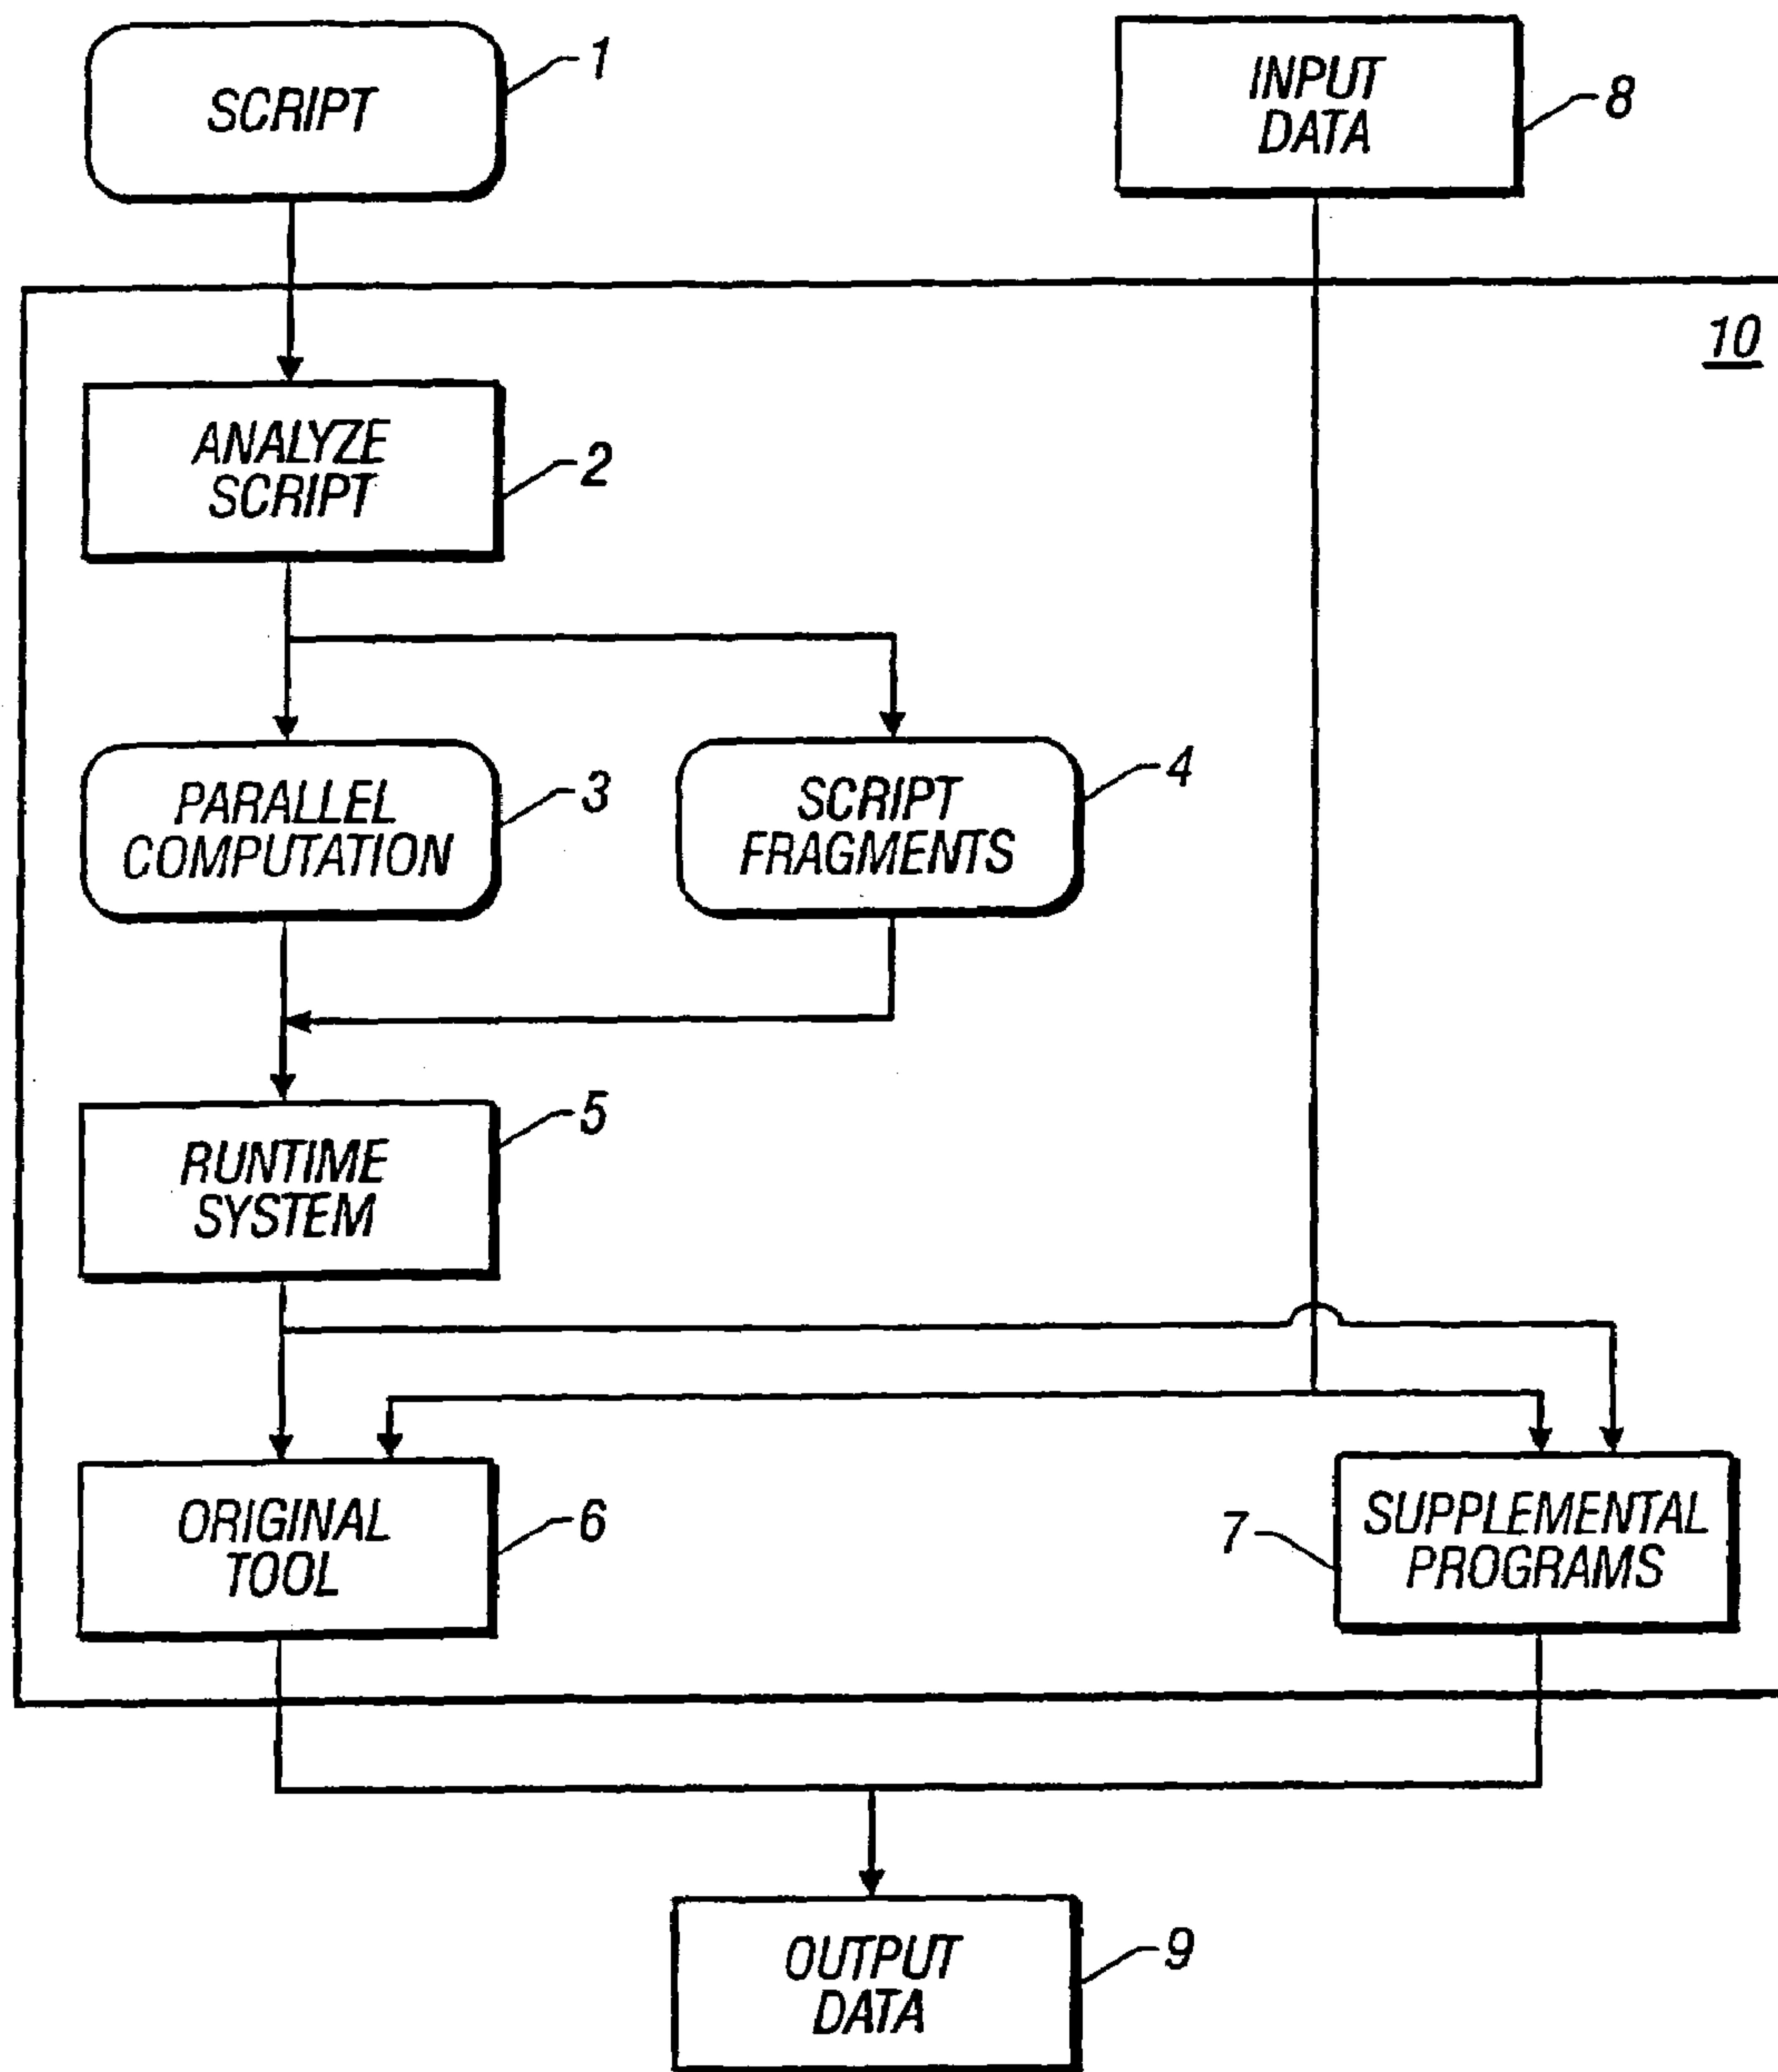 SCRIPT
1
INPUT
DATA
8
10
ANALYZE
SCRIPT
2
PARALLEL
COMPUTATION
3
SCRIPT
FRAGMENTS
4
RUNTIME
SYSTEM
5
ORIGINAL
TOOL
6
7
SUPPLEMENTAL
PROGRAMS
OUTPUT
DATA
9